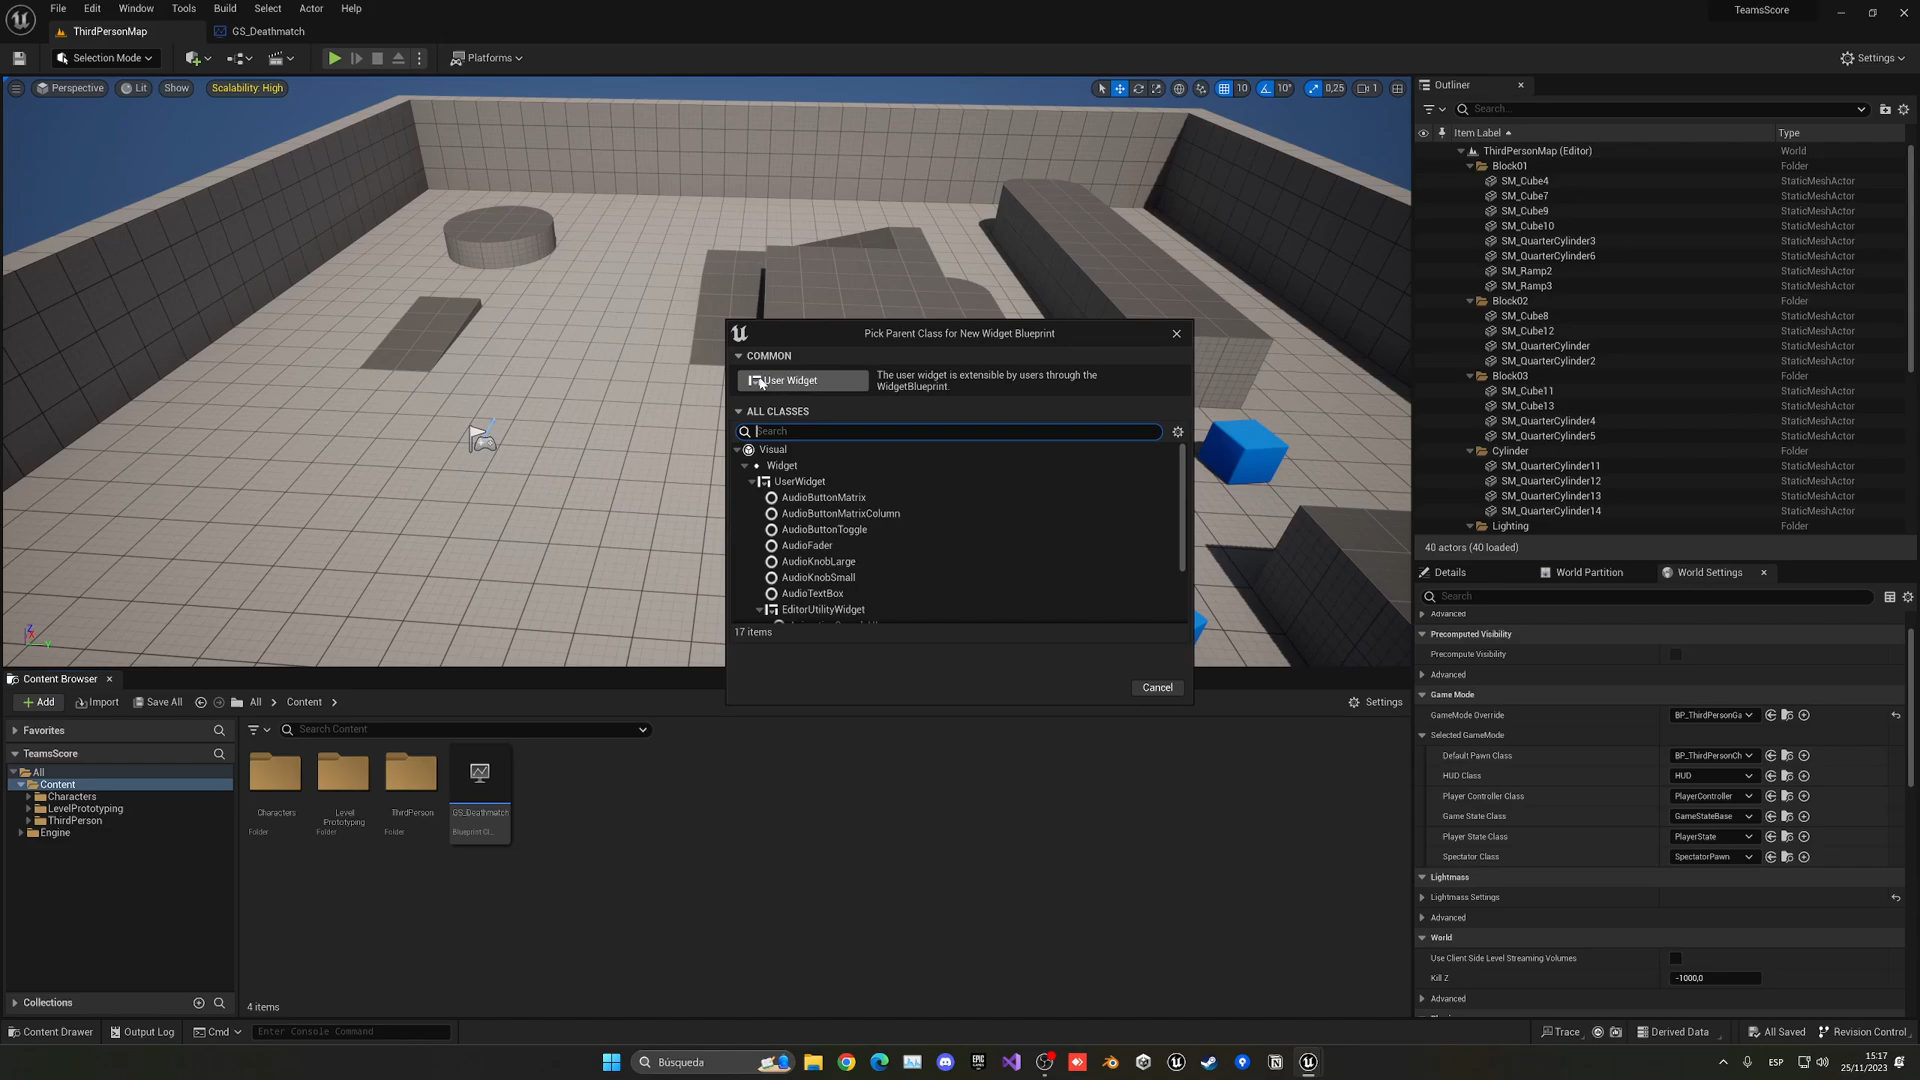 File Edit Window Tools Build Select Actor Help
TeamsScore
ThirdPersonMap
GS_Deathmatch
Selection Mode
Platforms
Settings
Perspective
Lit
Show
Scalability: High
10
10°
0,25
1
Outliner
Search...
Item Label
Type
ThirdPersonMap (Editor) World
Block01 Folder
SM_Cube4 StaticMeshActor
SM_Cube7 StaticMeshActor
SM_Cube9 StaticMeshActor
SM_Cube10 StaticMeshActor
SM_QuarterCylinder3 StaticMeshActor
SM_QuarterCylinder6 StaticMeshActor
SM_Ramp2 StaticMeshActor
SM_Ramp3 StaticMeshActor
Block02 Folder
SM_Cube8 StaticMeshActor
SM_Cube12 StaticMeshActor
SM_QuarterCylinder StaticMeshActor
SM_QuarterCylinder2 StaticMeshActor
Block03 Folder
SM_Cube11 StaticMeshActor
SM_Cube13 StaticMeshActor
SM_QuarterCylinder4 StaticMeshActor
SM_QuarterCylinder5 StaticMeshActor
Cylinder Folder
SM_QuarterCylinder11 StaticMeshActor
SM_QuarterCylinder12 StaticMeshActor
SM_QuarterCylinder13 StaticMeshActor
SM_QuarterCylinder14 StaticMeshActor
Lighting Folder
40 actors (40 loaded)
Pick Parent Class for New Widget Blueprint
COMMON
User Widget
The user widget is extensible by users through the
WidgetBlueprint.
ALL CLASSES
Search
Visual
Widget
UserWidget
AudioButtonMatrix
AudioButtonMatrixColumn
AudioButtonToggle
AudioFader
AudioKnobLarge
AudioKnobSmall
AudioTextBox
EditorUtilityWidget
17 items
Cancel
Details
World Partition
World Settings
Search
Advanced
Precomputed Visibility
Precompute Visibility
Advanced
Game Mode
GameMode Override BP_ThirdPersonGa
Selected GameMode
Default Pawn Class BP_ThirdPersonCh
HUD Class HUD
Player Controller Class PlayerController
Game State Class GameStateBase
Player State Class PlayerState
Spectator Class SpectatorPawn
Lightmass
Lightmass Settings
Advanced
World
Use Client Side Level Streaming Volumes
Kill Z -1000,0
Advanced
Content Browser
Add
Import
Save All
All
Content
Settings
Favorites
TeamsScore
All
Content
Characters
LevelPrototyping
ThirdPerson
Engine
Collections
Search Content
Characters
Folder
Level
Prototyping
Folder
ThirdPerson
Folder
GS_Deathmatch
Blueprint Cl...
4 items
Content Drawer
Output Log
Cmd
Enter Console Command
Trace
Derived Data
All Saved
Revision Control
Búsqueda
ESP
15:17
25/11/2023